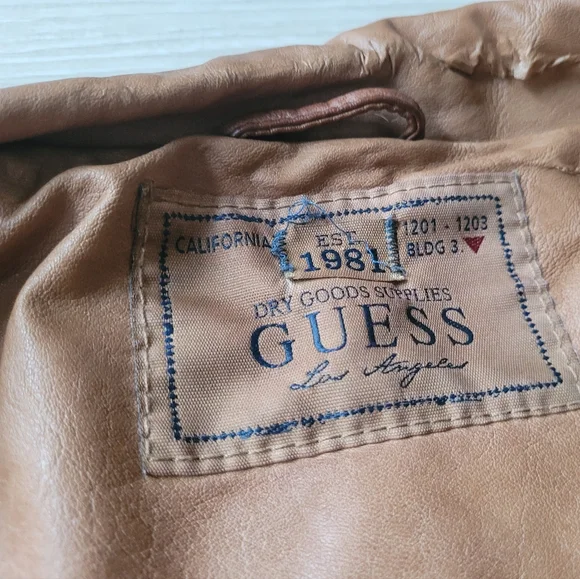 CALIFORNIA
EST.
1981
1201 - 1203
BLDG 3.
DRY GOODS SUPPLIES
GUESS
Los Angeles